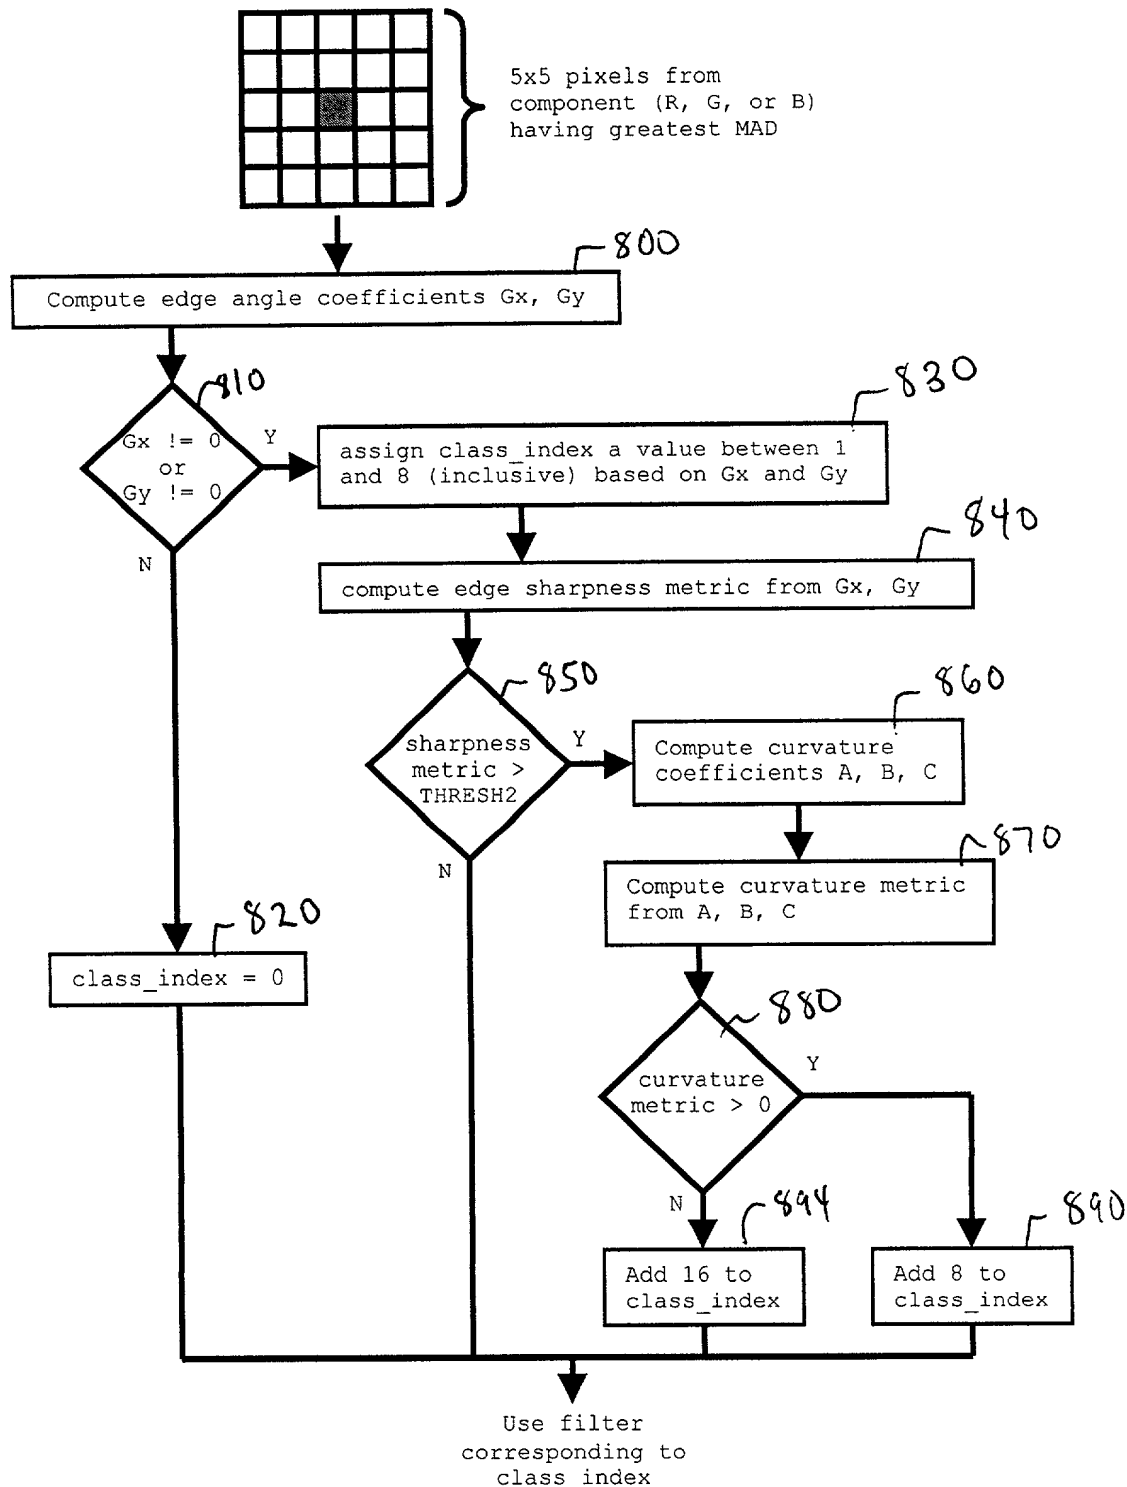 5x5 pixels from
component (R, G, or B)
having greatest MAD
800
Compute edge angle coefficients Gx, Gy
810
Gx != 0
or
Gy != 0
Y
N
830
assign class_index a value between 1
and 8 (inclusive) based on Gx and Gy
840
compute edge sharpness metric from Gx, Gy
850
sharpness
metric >
THRESH2
Y
N
860
Compute curvature
coefficients A, B, C
870
Compute curvature metric
from A, B, C
820
class_index = 0
880
curvature
metric > 0
Y
N
894
Add 16 to
class_index
890
Add 8 to
class_index
Use filter
corresponding to
class index